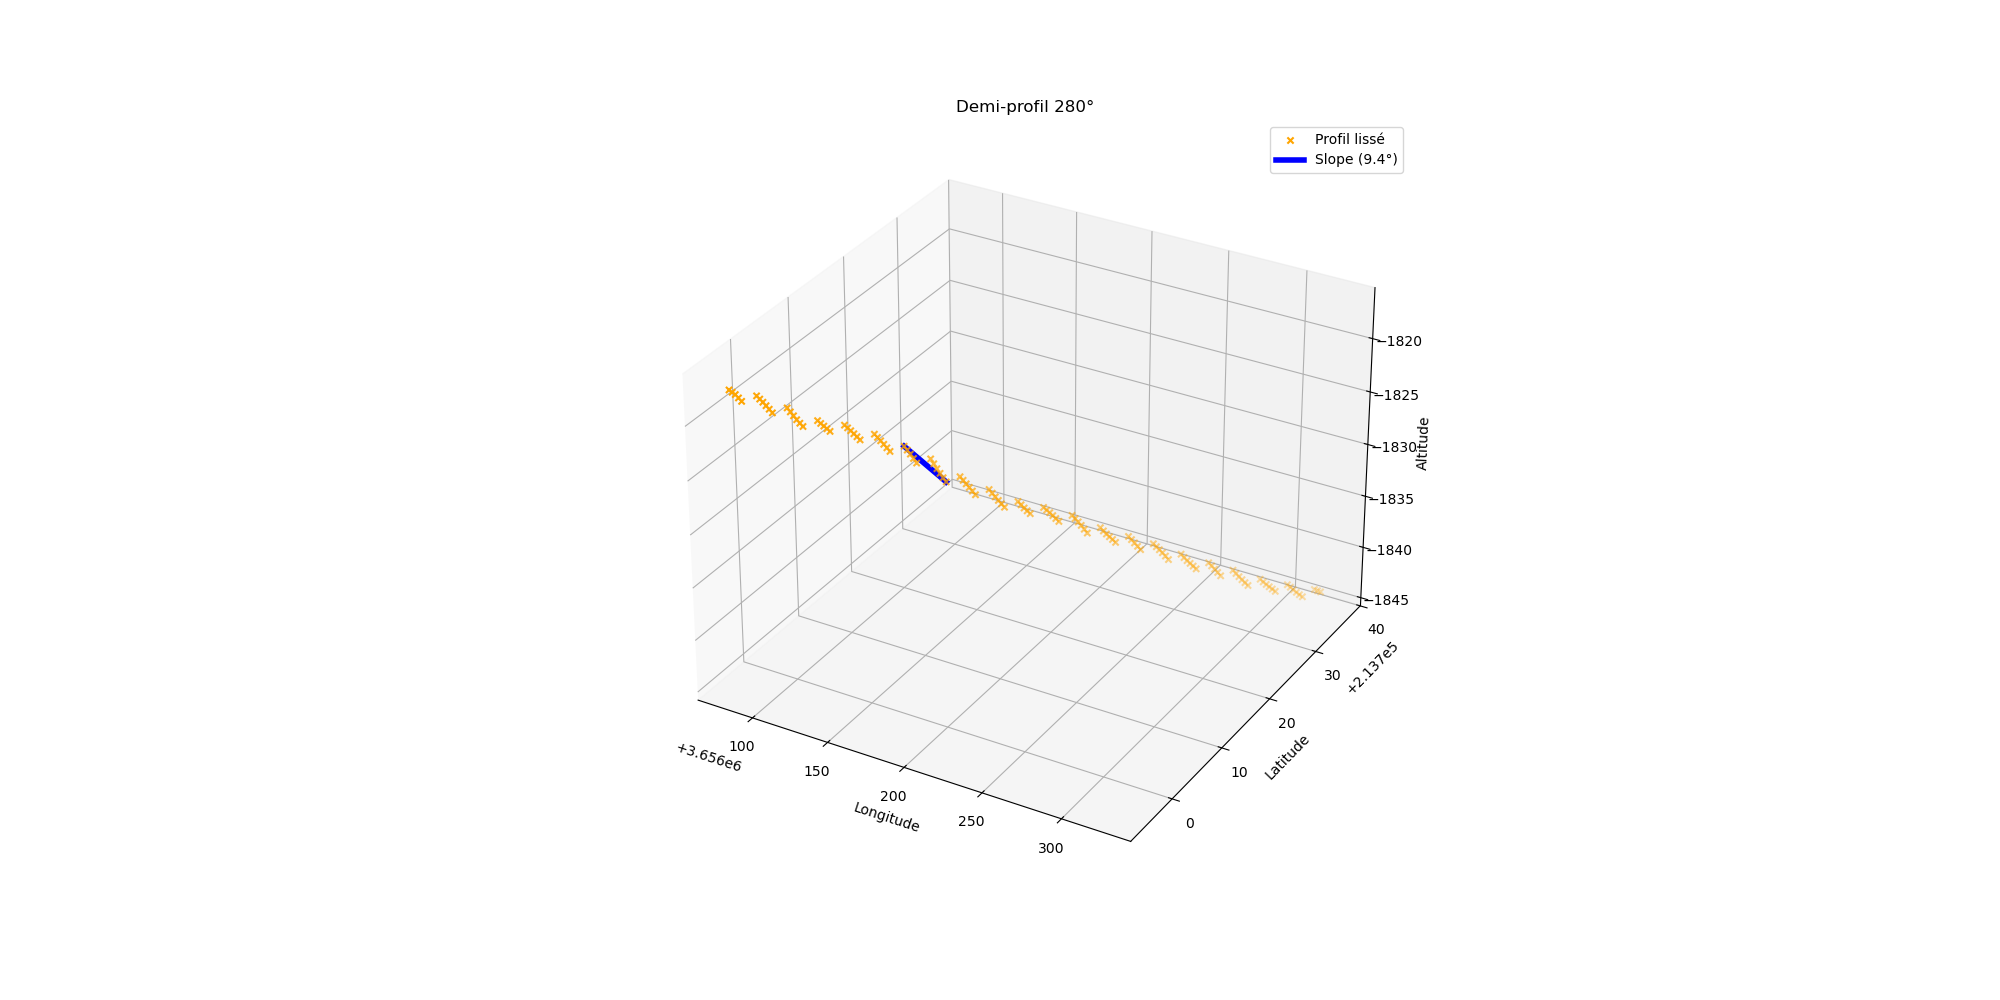 Demi-profil 280°
Profil lissé
Slope (9.4°)
−1820
−1825
−1830
−1835
−1840
−1845
Altitude
40
30
20
10
0
+2.137e5
Latitude
100
150
200
250
300
+3.656e6
Longitude